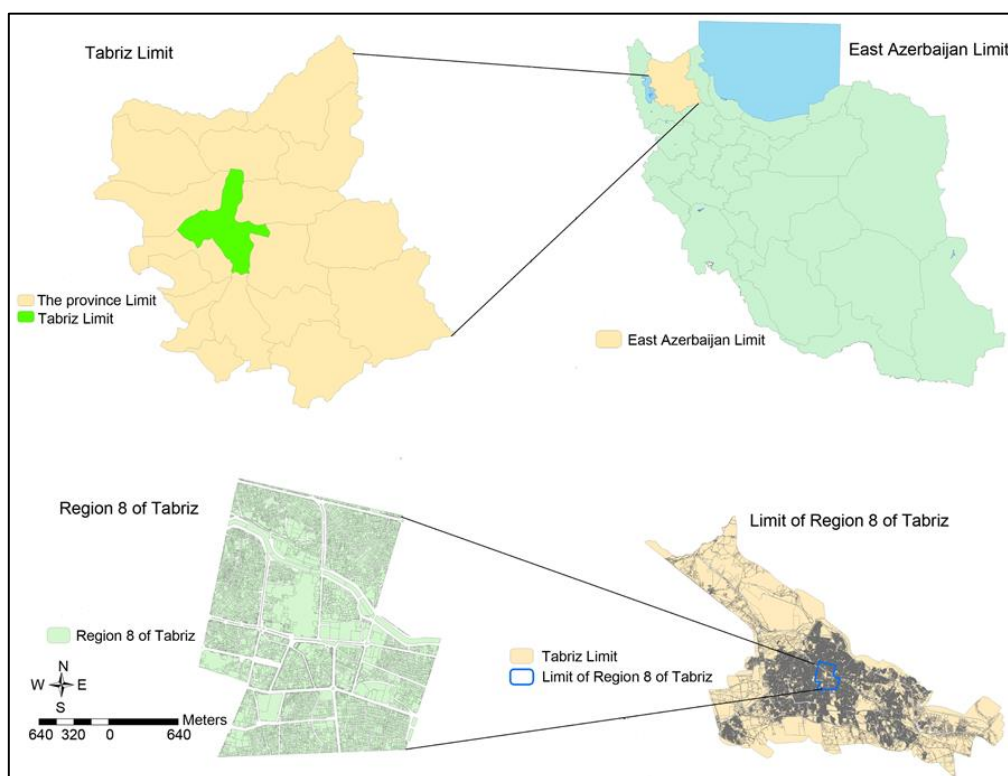 Tabriz Limit
East Azerbaijan Limit
The province Limit
Tabriz Limit
East Azerbaijan Limit
Region 8 of Tabriz
Limit of Region 8 of Tabriz
Region 8 of Tabriz
Tabriz Limit
Limit of Region 8 of Tabriz
N
W E
S
Meters
640 320 0 640